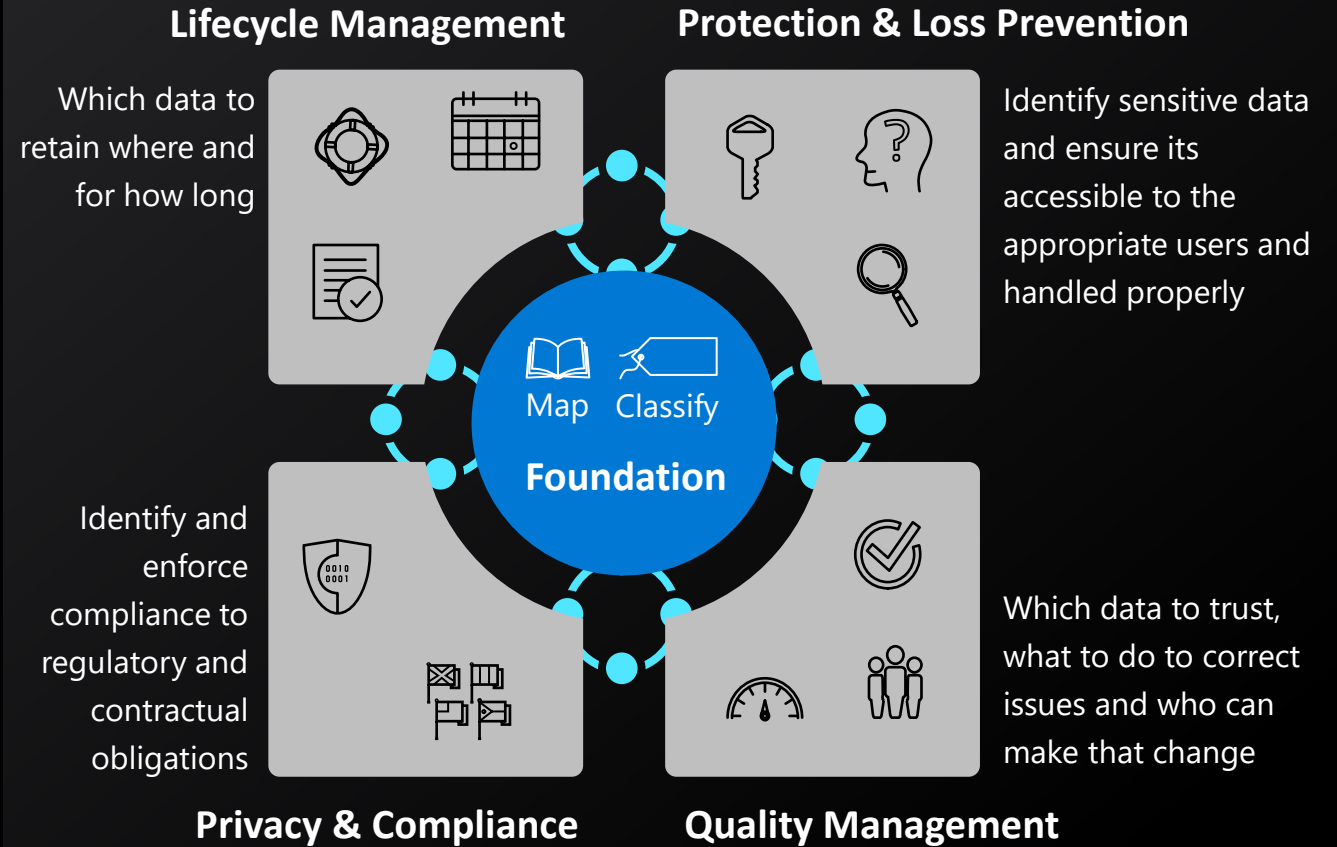 Lifecycle Management
Which data to
retain where and
for how long
Protection & Loss Prevention
Identify sensitive data
and ensure its
accessible to the
appropriate users and
handled properly
Map Classify
Foundation
Identify and
enforce
compliance to
regulatory and
contractual
obligations
0010
0001
Privacy & Compliance
Which data to trust,
what to do to correct
issues and who can
make that change
Quality Management